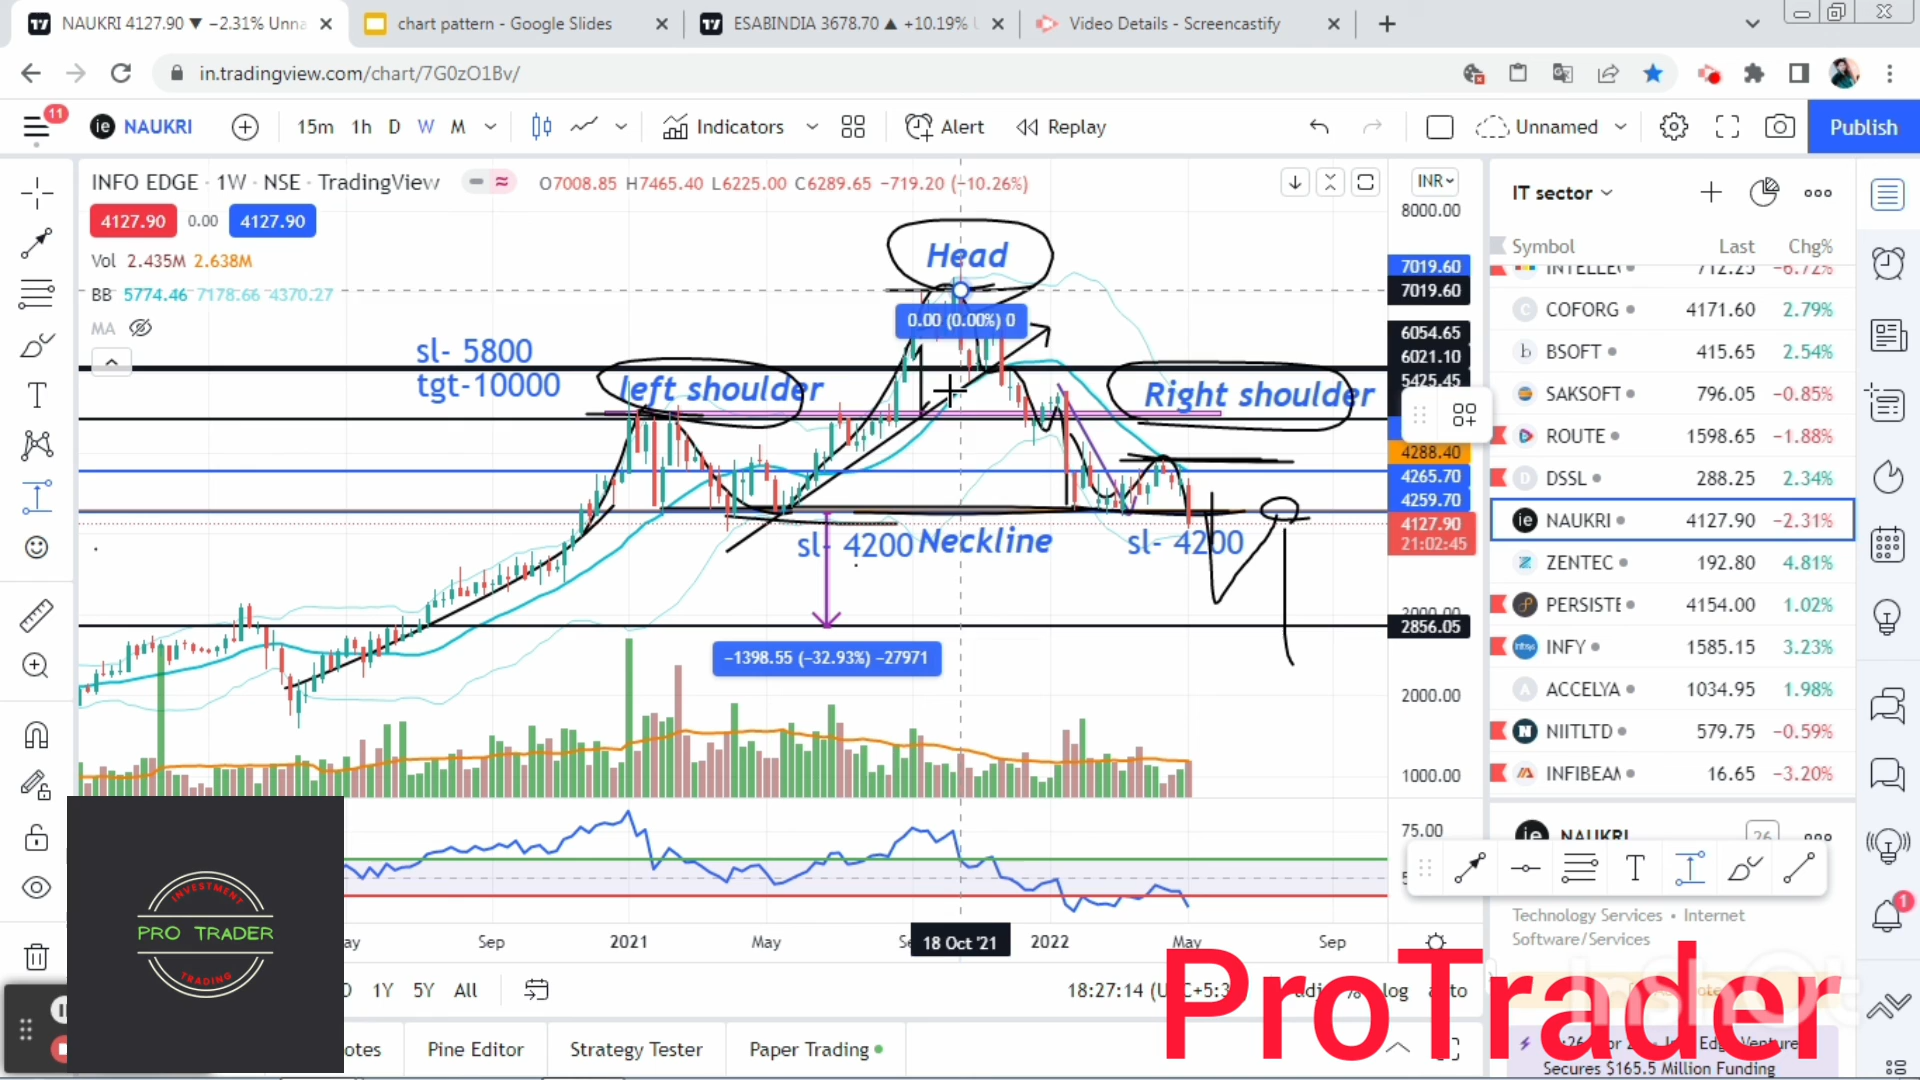 NAUKRI 4127.90 ▼ −2.31% Unna
chart pattern - Google Slides
ESABINDIA 3678.70 ▲ +10.19%
Video Details - Screencastify
in.tradingview.com/chart/7G0zO1Bv/
11
NAUKRI
15m 1h D W M
Indicators
Alert
Replay
Unnamed
Publish
INFO EDGE · 1W · NSE · TradingView
O7008.85 H7465.40 L6225.00 C6289.65 −719.20 (−10.26%)
INR
4127.90 0.00 4127.90
Vol 2.435M 2.638M
BB 5774.46 7178.66 4370.27
MA
8000.00
7019.60
7019.60
6054.65
6021.10
5425.45
4288.40
4265.70
4259.70
4127.90
21:02:45
2856.05
2000.00
1000.00
75.00
Head
0.00 (0.00%) 0
sl- 5800
tgt-10000
left shoulder
Right shoulder
sl- 4200
Neckline
sl- 4200
−1398.55 (−32.93%) −27971
Sep
2021
May
18 Oct '21
2022
May
Sep
1Y 5Y All
18:27:14
log
Pine Editor
Strategy Tester
Paper Trading
INVESTMENT
PRO TRADER
TRADING
ProTrader
InShot
IT sector
Symbol Last Chg%
712.25 −6.72%
COFORG 4171.60 2.79%
BSOFT 415.65 2.54%
SAKSOFT 796.05 −0.85%
ROUTE 1598.65 −1.88%
DSSL 288.25 2.34%
NAUKRI 4127.90 −2.31%
ZENTEC 192.80 4.81%
PERSISTE 4154.00 1.02%
INFY 1585.15 3.23%
ACCELYA 1034.95 1.98%
NIITLTD 579.75 −0.59%
INFIBEAM 16.65 −3.20%
NAUKRI
26
Technology Services • Internet
Software/Services
1
Secures $165.5 Million Funding